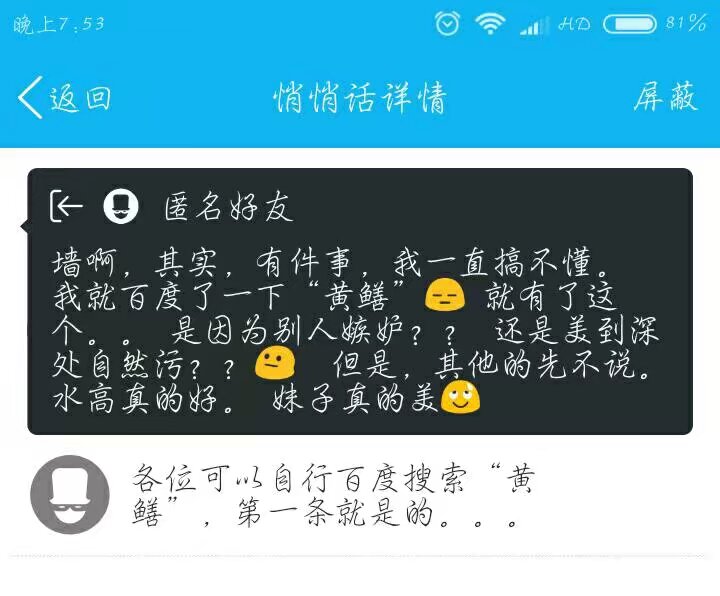 晚上7:53
HD
81%
返回
悄悄话详情
屏蔽
匿名好友
墙啊，其实，有件事，我一直搞不懂。
我就百度了一下“黄鳝”😑 就有了这
个。。 是因为别人嫉妒？？ 还是美到深
处自然污？？😐 但是，其他的先不说。
水高真的好。 妹子真的美🙄
各位可以自行百度搜索“黄
鳝”，第一条就是的。。。